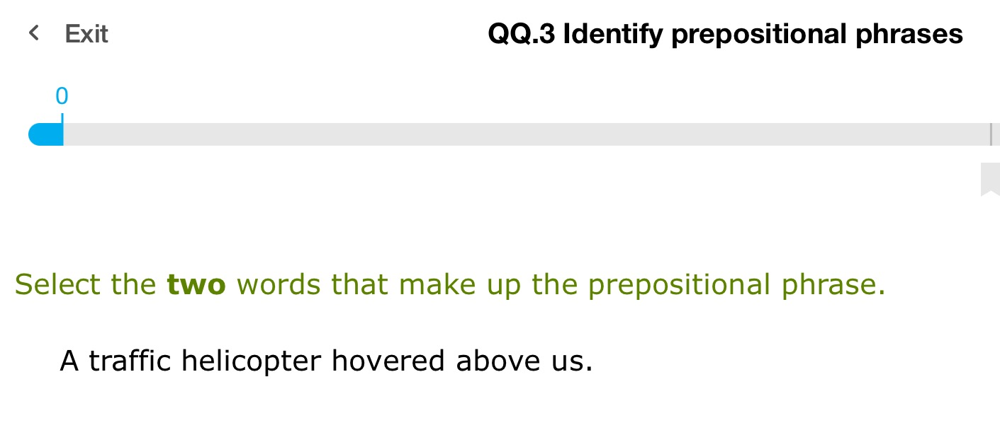 Exit
QQ.3 Identify prepositional phrases
0
Select the two words that make up the prepositional phrase.
A traffic helicopter hovered above us.